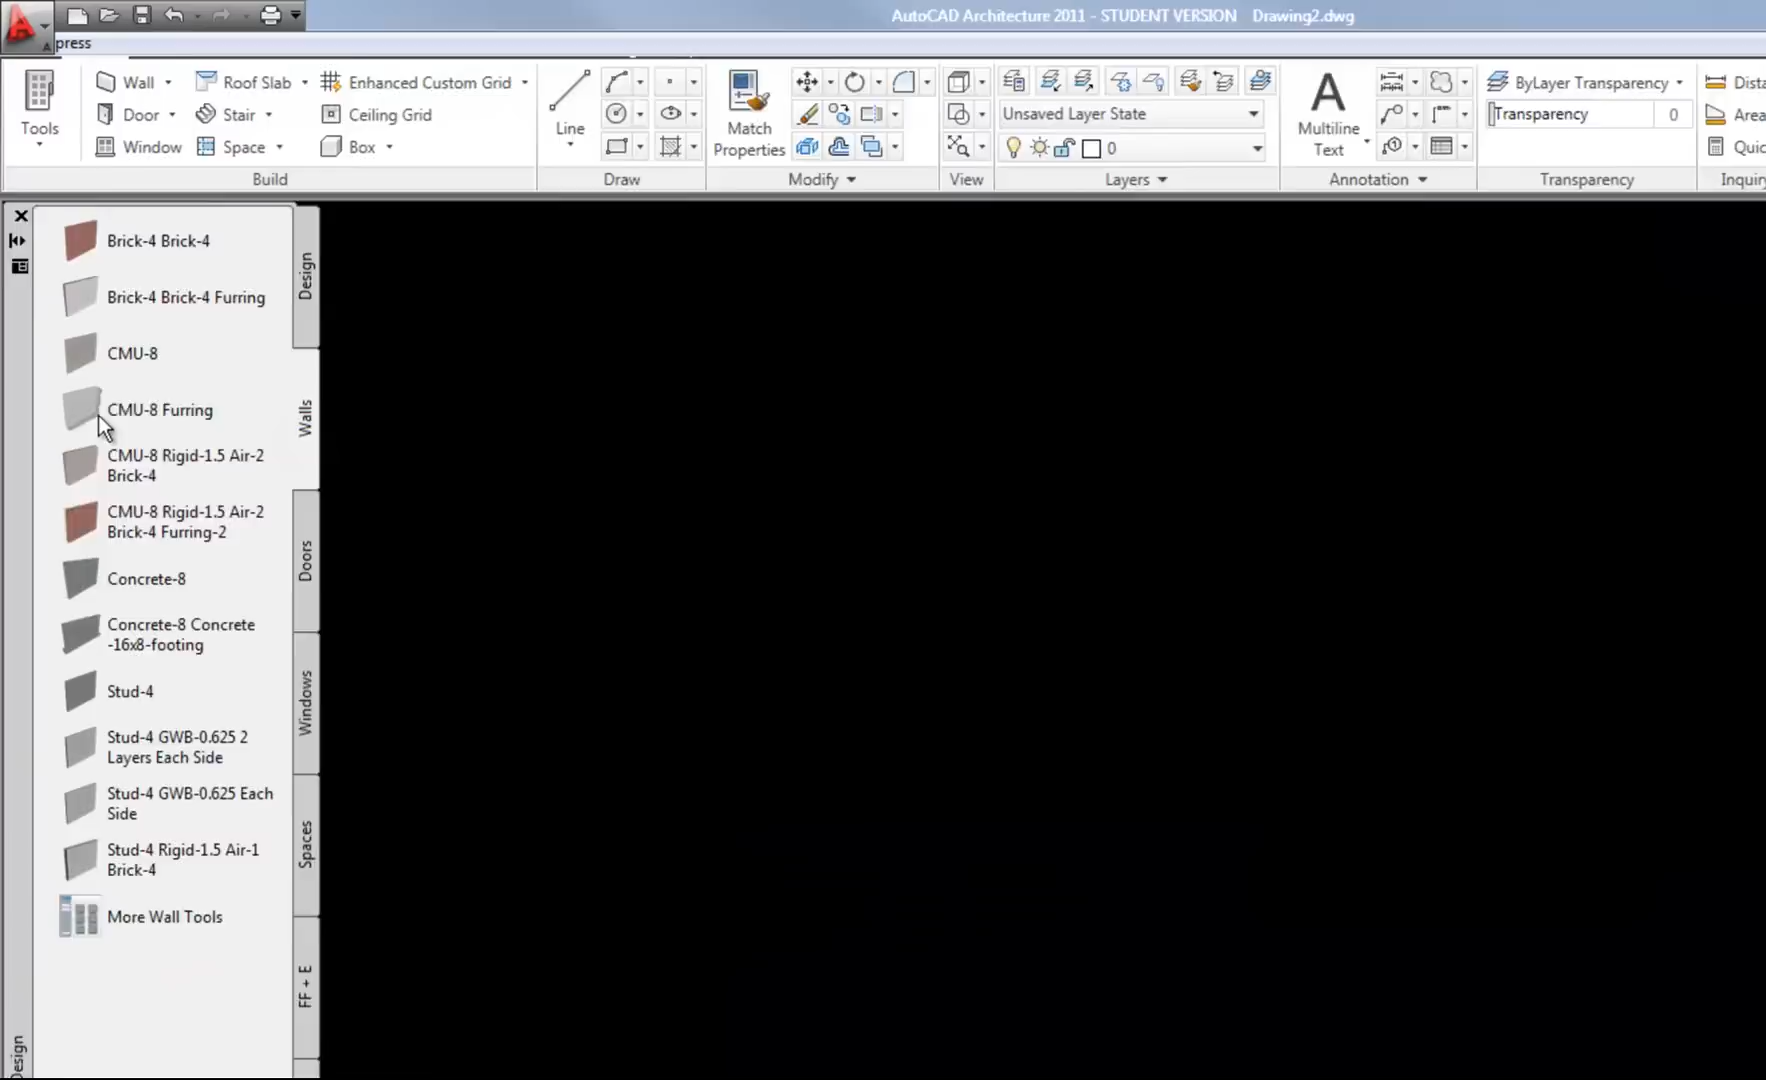 AutoCAD Architecture 2011 - STUDENT VERSION Drawing2.dwg
press
Tools
Wall
Roof Slab
Enhanced Custom Grid
Door
Stair
Ceiling Grid
Window
Space
Box
Build
Line
Draw
Match
Properties
Modify
View
Unsaved Layer State
0
Layers
A
Multiline
Text
Annotation
ByLayer Transparency
Transparency 0
Transparency
Dista
Area
Quic
Inquiry
Brick-4 Brick-4
Brick-4 Brick-4 Furring
CMU-8
CMU-8 Furring
CMU-8 Rigid-1.5 Air-2
Brick-4
CMU-8 Rigid-1.5 Air-2
Brick-4 Furring-2
Concrete-8
Concrete-8 Concrete
-16x8-footing
Stud-4
Stud-4 GWB-0.625 2
Layers Each Side
Stud-4 GWB-0.625 Each
Side
Stud-4 Rigid-1.5 Air-1
Brick-4
More Wall Tools
Design
Walls
Doors
Windows
Spaces
FF + E
Design